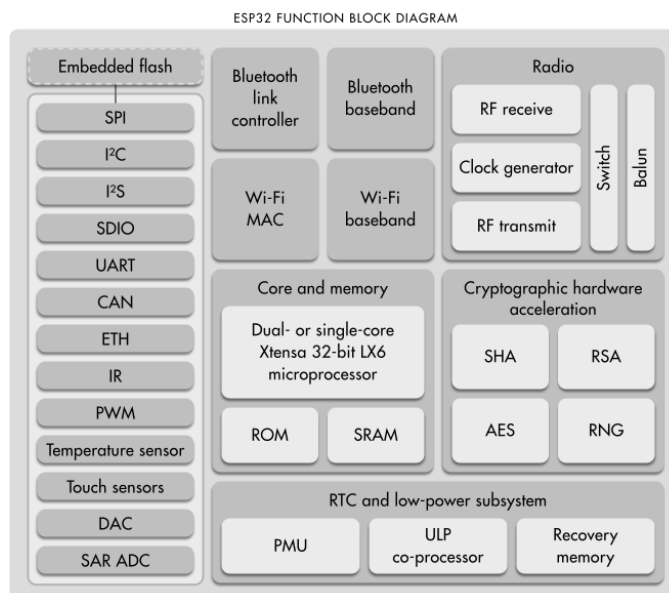 ESP32 FUNCTION BLOCK DIAGRAM
Embedded flash
SPI
I²C
I²S
SDIO
UART
CAN
ETH
IR
PWM
Temperature sensor
Touch sensors
DAC
SAR ADC
Bluetooth
link
controller
Bluetooth
baseband
Wi-Fi
MAC
Wi-Fi
baseband
Radio
RF receive
Clock generator
RF transmit
Switch
Balun
Core and memory
Dual- or single-core
Xtensa 32-bit LX6
microprocessor
ROM
SRAM
Cryptographic hardware
acceleration
SHA
RSA
AES
RNG
RTC and low-power subsystem
PMU
ULP
co-processor
Recovery
memory